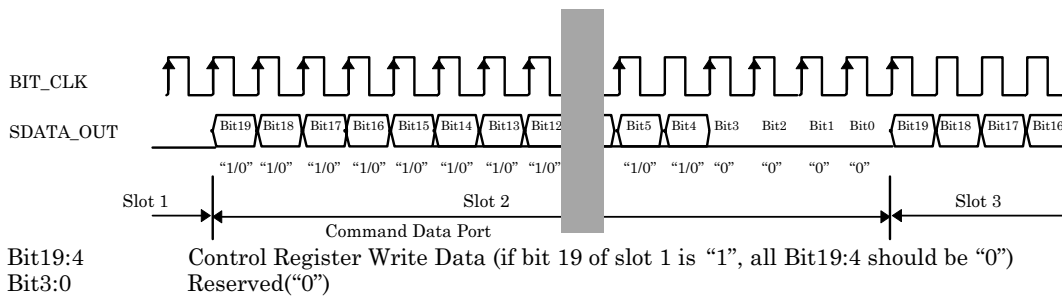 BIT_CLK
SDATA_OUT
Bit19 Bit18 Bit17 Bit16 Bit15 Bit14 Bit13 Bit12 Bit5 Bit4 Bit3 Bit2 Bit1 Bit0 Bit19 Bit18 Bit17 Bit16
“1/0” “1/0” “1/0” “1/0” “1/0” “1/0” “1/0” “1/0” “1/0” “1/0” “0” “0” “0” “0”
Slot 1 Slot 2 Slot 3
Command Data Port
Bit19:4 Control Register Write Data (if bit 19 of slot 1 is “1”, all Bit19:4 should be “0”)
Bit3:0 Reserved(“0”)